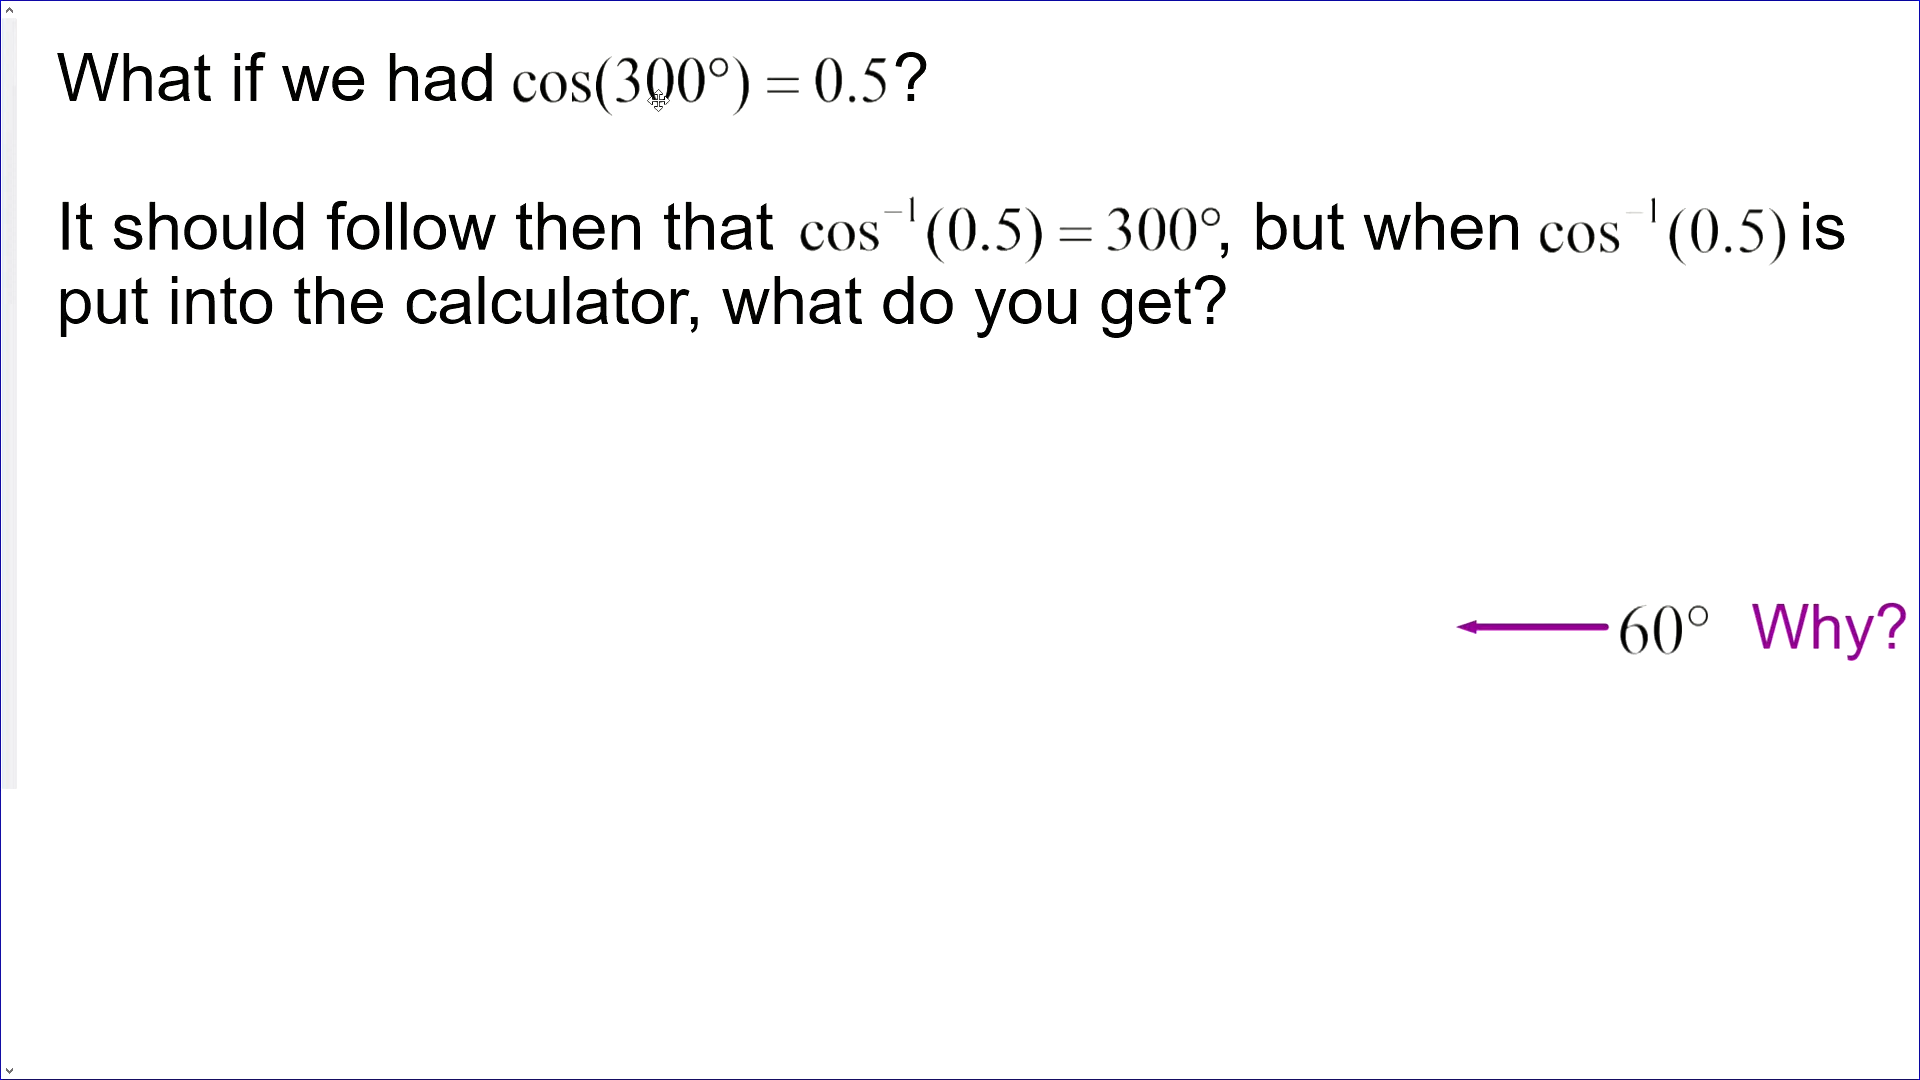 What if we had cos(300°) = 0.5?
It should follow then that cos⁻¹(0.5) = 300°, but when cos⁻¹(0.5) is
put into the calculator, what do you get?
60° Why?